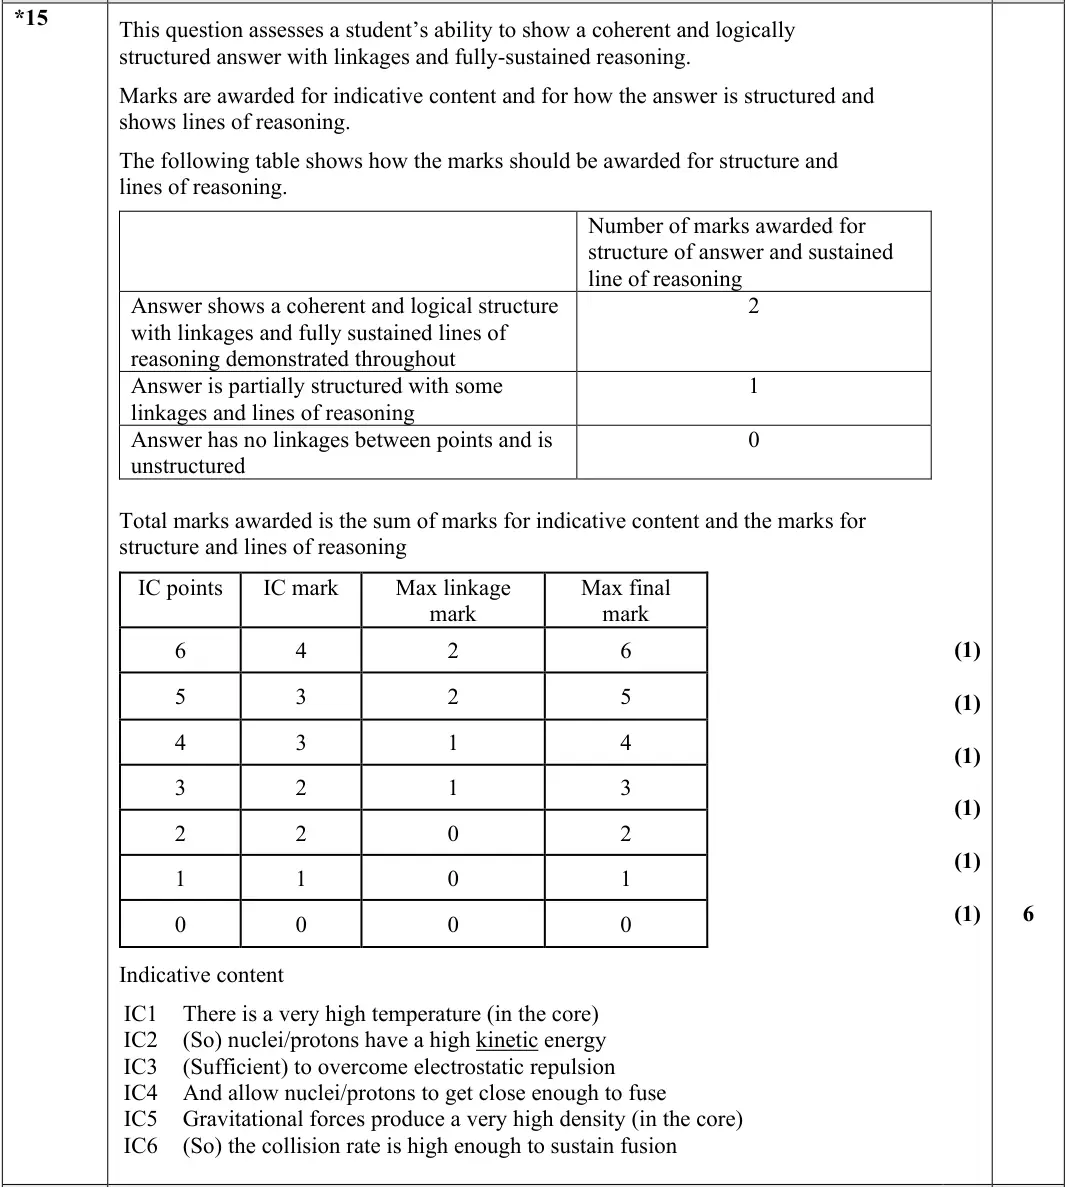 *15
This question assesses a student's ability to show a coherent and logically
structured answer with linkages and fully-sustained reasoning.
Marks are awarded for indicative content and for how the answer is structured and
shows lines of reasoning.
The following table shows how the marks should be awarded for structure and
lines of reasoning.
Number of marks awarded for
structure of answer and sustained
line of reasoning
Answer shows a coherent and logical structure 2
with linkages and fully sustained lines of
reasoning demonstrated throughout
Answer is partially structured with some 1
linkages and lines of reasoning
Answer has no linkages between points and is 0
unstructured
Total marks awarded is the sum of marks for indicative content and the marks for
structure and lines of reasoning
IC points IC mark Max linkage Max final
mark mark
6 4 2 6 (1)
5 3 2 5 (1)
4 3 1 4 (1)
3 2 1 3 (1)
2 2 0 2
1 1 0 1 (1)
0 0 0 0 (1) 6
Indicative content
IC1 There is a very high temperature (in the core)
IC2 (So) nuclei/protons have a high kinetic energy
IC3 (Sufficient) to overcome electrostatic repulsion
IC4 And allow nuclei/protons to get close enough to fuse
IC5 Gravitational forces produce a very high density (in the core)
IC6 (So) the collision rate is high enough to sustain fusion